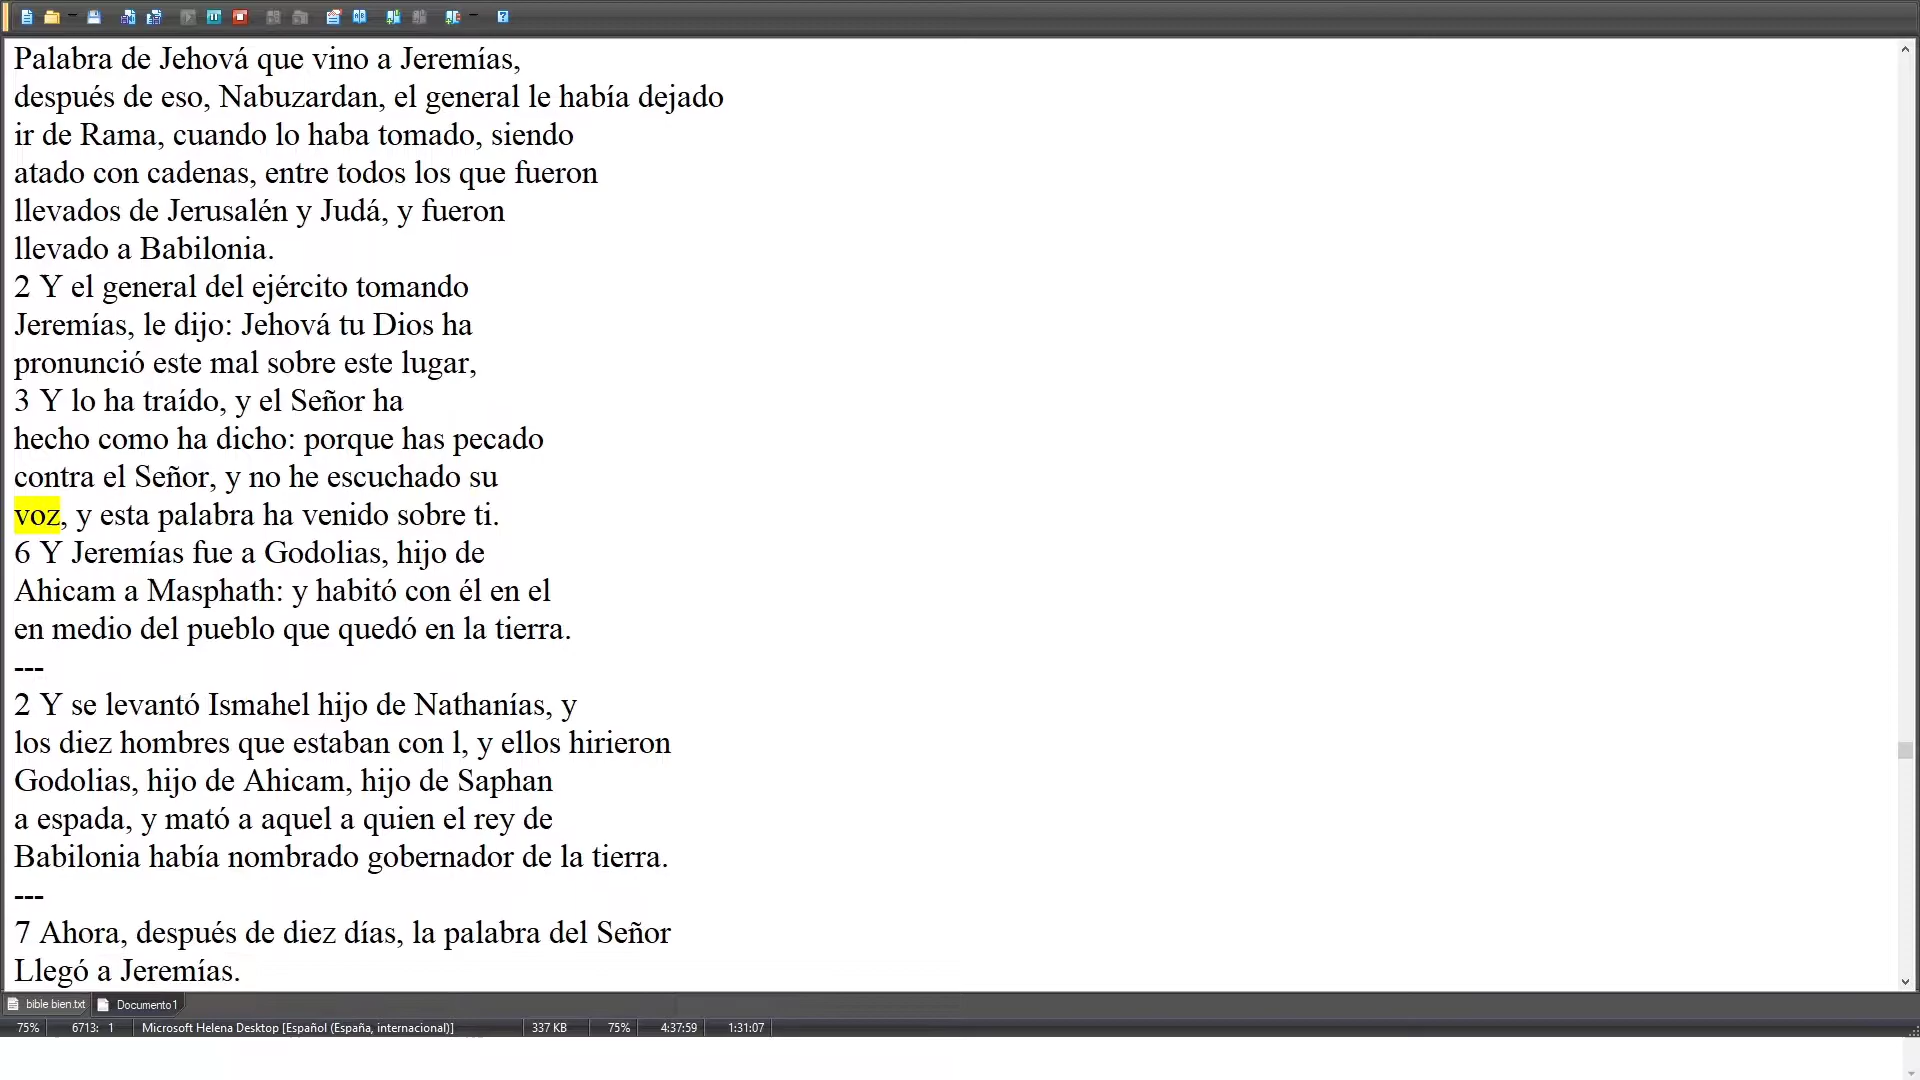 Palabra de Jehová que vino a Jeremías,
después de eso, Nabuzardan, el general le había dejado
ir de Rama, cuando lo haba tomado, siendo
atado con cadenas, entre todos los que fueron
llevados de Jerusalén y Judá, y fueron
llevado a Babilonia.
2 Y el general del ejército tomando
Jeremías, le dijo: Jehová tu Dios ha
pronunció este mal sobre este lugar,
3 Y lo ha traído, y el Señor ha
hecho como ha dicho: porque has pecado
contra el Señor, y no he escuchado su
voz, y esta palabra ha venido sobre ti.
6 Y Jeremías fue a Godolias, hijo de
Ahicam a Masphath: y habitó con él en el
en medio del pueblo que quedó en la tierra.
---
2 Y se levantó Ismahel hijo de Nathanías, y
los diez hombres que estaban con l, y ellos hirieron
Godolias, hijo de Ahicam, hijo de Saphan
a espada, y mató a aquel a quien el rey de
Babilonia había nombrado gobernador de la tierra.
---
7 Ahora, después de diez días, la palabra del Señor
Llegó a Jeremías.
bible bien.txt Documento1
75% 6713: 1 Microsoft Helena Desktop [Español (España, internacional)] 337 KB 75% 4:37:59 1:31:07